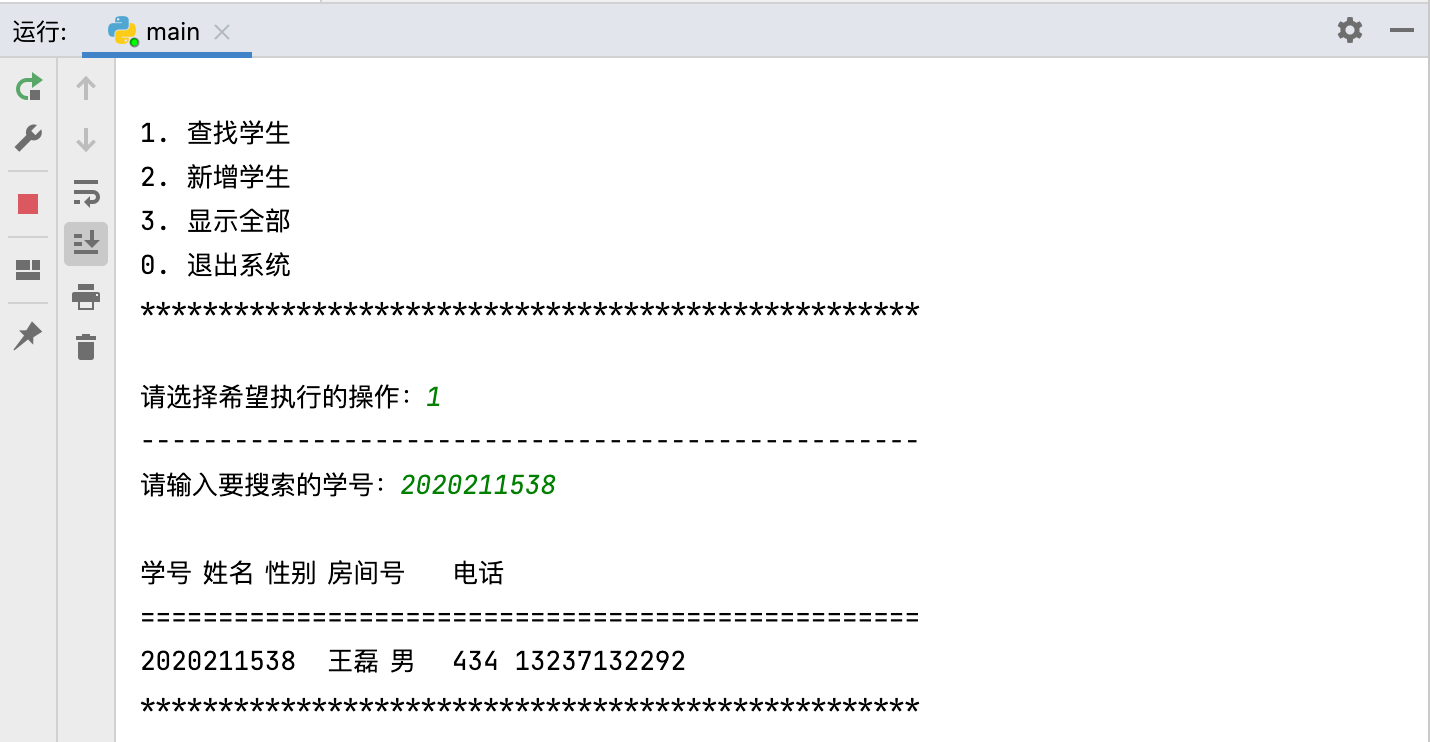 运行: main
1. 查找学生
2. 新增学生
3. 显示全部
0. 退出系统
**************************************************
请选择希望执行的操作：1
--------------------------------------------------
请输入要搜索的学号：2020211538
学号 姓名 性别 房间号 电话
==================================================
2020211538 王磊 男 434 13237132292
**************************************************